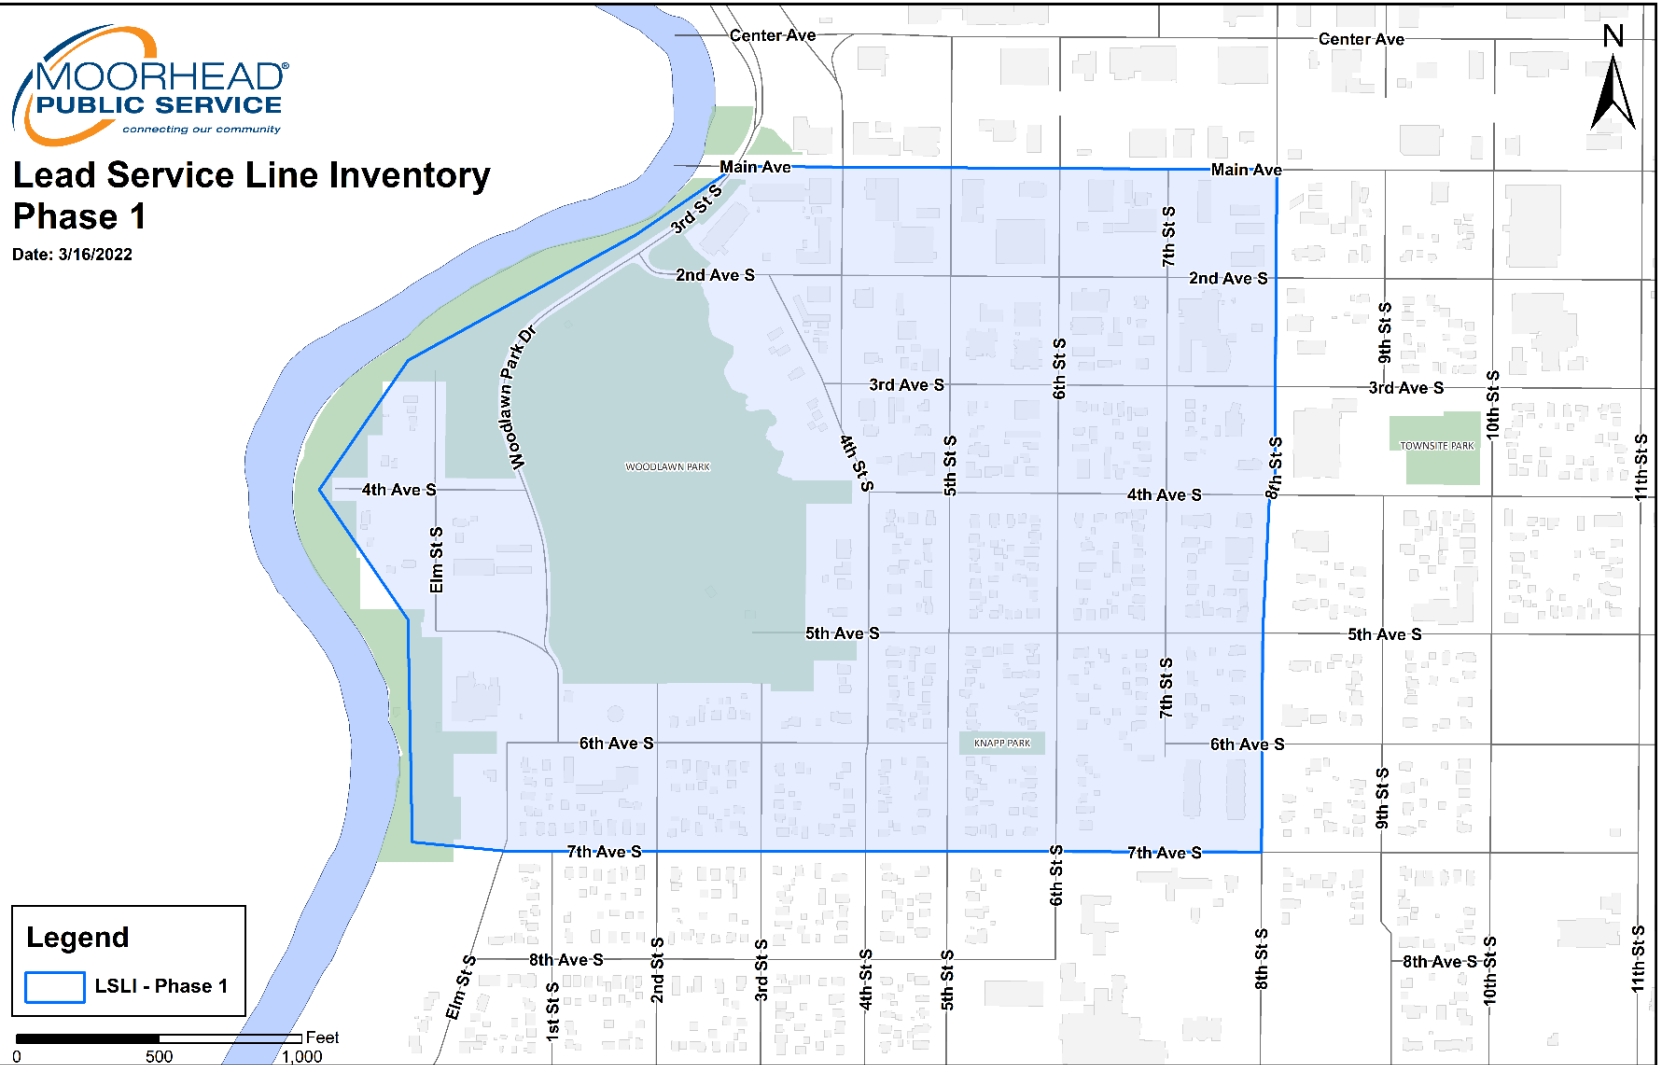 MOORHEAD®
PUBLIC SERVICE
connecting our community
Lead Service Line Inventory
Phase 1
Date: 3/16/2022
N
Center Ave
Center Ave
Main Ave
Main Ave
3rd St S
7th St S
2nd Ave S
2nd Ave S
Woodlawn Park Dr
9th St S
6th St S
3rd Ave S
3rd Ave S
10th St S
4th St S
5th St S
8th St S
TOWNSITE PARK
11th St S
WOODLAWN PARK
4th Ave S
4th Ave S
Elm St S
5th Ave S
5th Ave S
7th St S
6th Ave S
KNAPP PARK
6th Ave S
9th St S
7th Ave S
7th Ave S
6th St S
Legend
LSLI - Phase 1
8th Ave S
8th Ave S
Elm St S
1st St S
2nd St S
3rd St S
4th St S
5th St S
8th St S
10th St S
11th St S
Feet
0 500 1,000